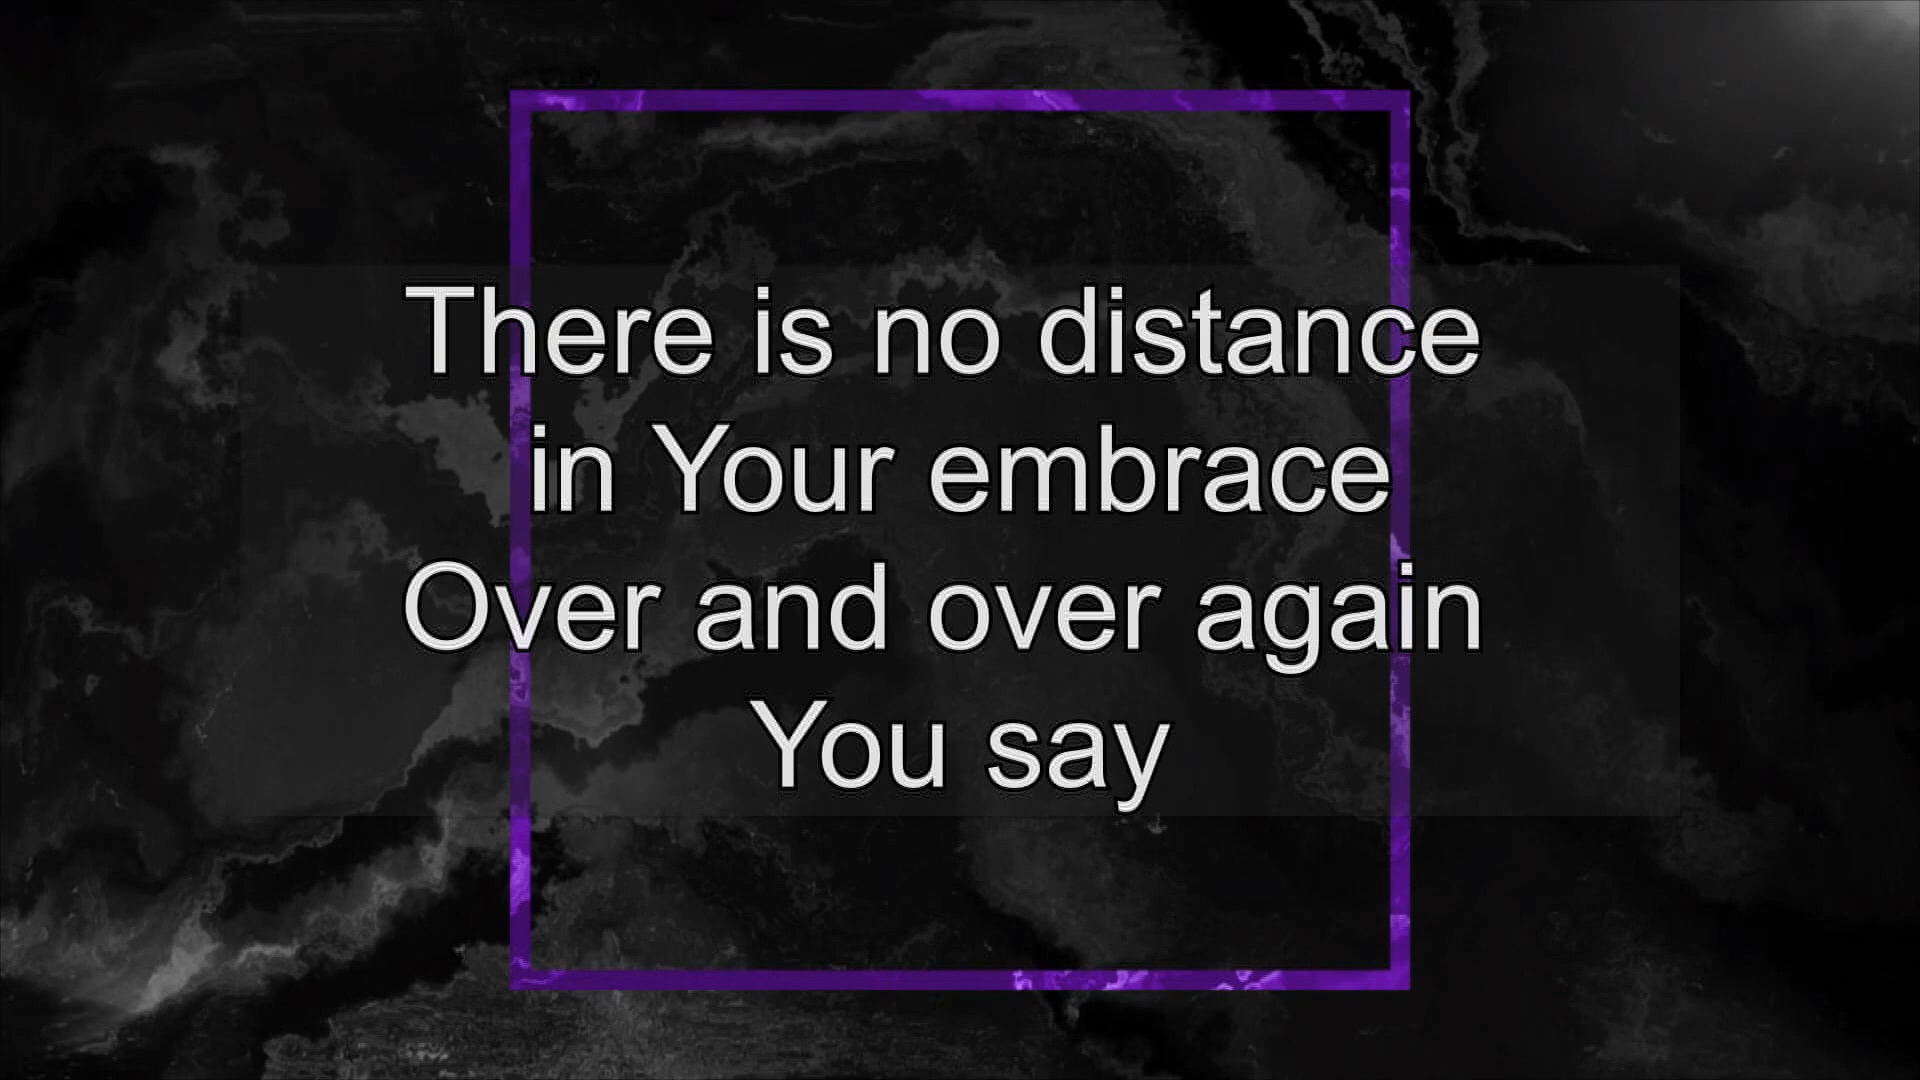 There is no distance
in Your embrace
Over and over again
You say